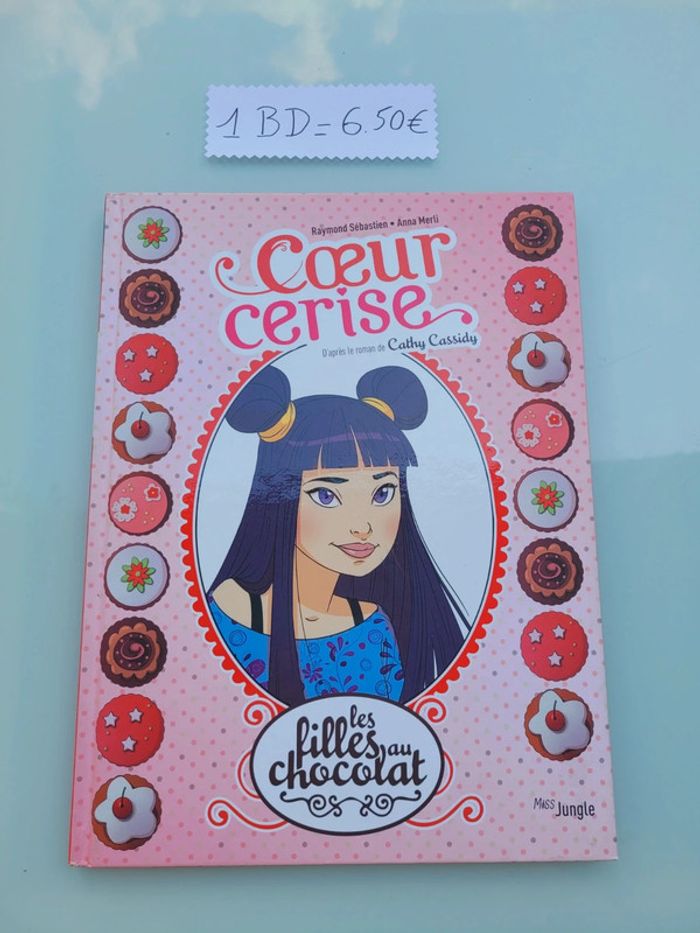 1 BD = 6.50€
Raymond Sébastien • Anna Merli
Cœur
cerise
D'après le roman de Cathy Cassidy
les
filles au
chocolat
MISS Jungle